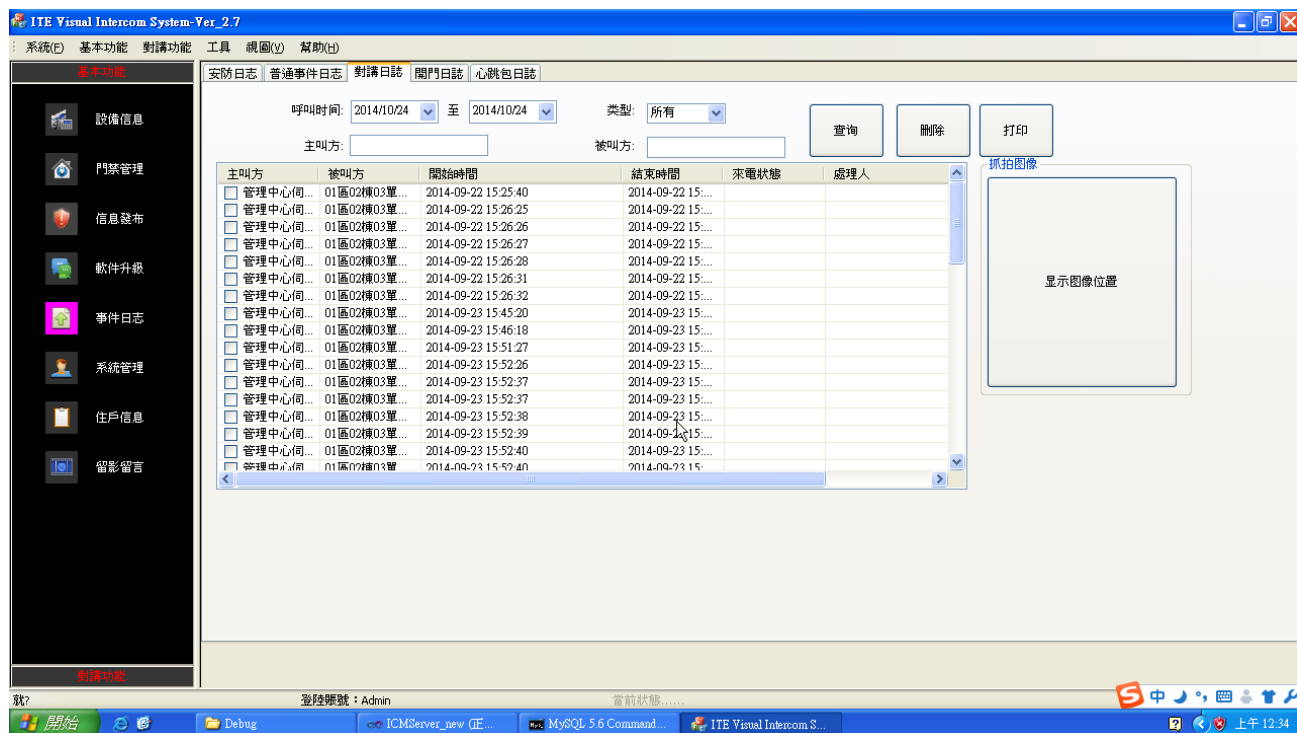 ITE Visual Intercom System-Ver_2.7
系統(F) 基本功能 對講功能 工具 視圖(V) 幫助(H)
基本功能
設備信息
門禁管理
信息發布
軟件升級
事件日志
系統管理
住戶信息
留影留言
對講功能
安防日志 普通事件日志 對講日誌 開門日誌 心跳包日誌
呼叫时间: 2014/10/24 至 2014/10/24 类型: 所有
主叫方: 被叫方:
查询 删除 打印
主叫方 被叫方 開始時間 結束時間 來電狀態 處理人
管理中心伺... 01區02棟03單... 2014-09-22 15:25:40 2014-09-22 15:...
管理中心伺... 01區02棟03單... 2014-09-22 15:26:25 2014-09-22 15:...
管理中心伺... 01區02棟03單... 2014-09-22 15:26:26 2014-09-22 15:...
管理中心伺... 01區02棟03單... 2014-09-22 15:26:27 2014-09-22 15:...
管理中心伺... 01區02棟03單... 2014-09-22 15:26:28 2014-09-22 15:...
管理中心伺... 01區02棟03單... 2014-09-22 15:26:31 2014-09-22 15:...
管理中心伺... 01區02棟03單... 2014-09-22 15:26:32 2014-09-22 15:...
管理中心伺... 01區02棟03單... 2014-09-23 15:45:20 2014-09-23 15:...
管理中心伺... 01區02棟03單... 2014-09-23 15:46:18 2014-09-23 15:...
管理中心伺... 01區02棟03單... 2014-09-23 15:51:27 2014-09-23 15:...
管理中心伺... 01區02棟03單... 2014-09-23 15:52:26 2014-09-23 15:...
管理中心伺... 01區02棟03單... 2014-09-23 15:52:37 2014-09-23 15:...
管理中心伺... 01區02棟03單... 2014-09-23 15:52:37 2014-09-23 15:...
管理中心伺... 01區02棟03單... 2014-09-23 15:52:38 2014-09-23 15:...
管理中心伺... 01區02棟03單... 2014-09-23 15:52:39 2014-09-23 15:...
管理中心伺... 01區02棟03單... 2014-09-23 15:52:40 2014-09-23 15:...
管理中心伺... 01區02棟03單... 2014-09-23 15:52:40 2014-09-23 15:...
抓拍图像
显示图像位置
就? 登陸賬號：Admin 當前狀態......
中
開始 Debug ICMServer_new (正... MySQL 5.6 Command... ITE Visual Intercom S... 上午 12:34